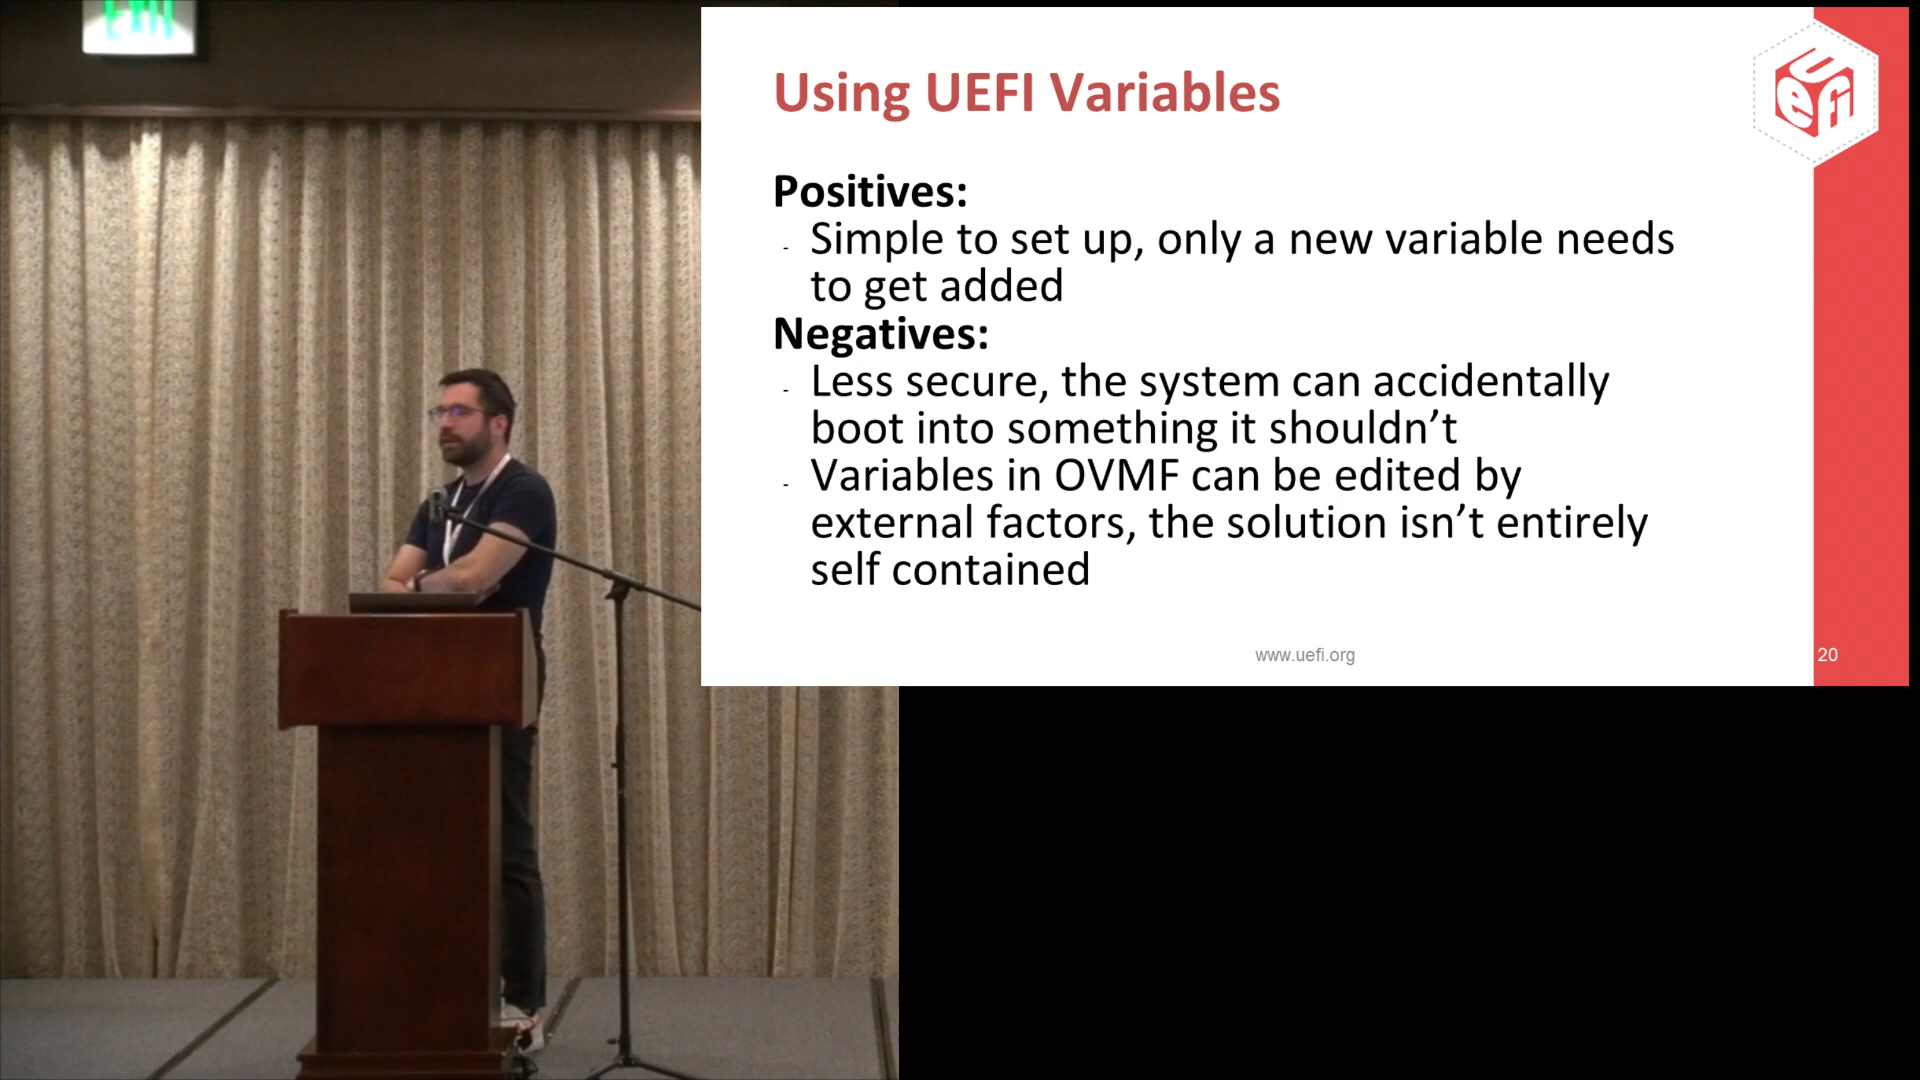 EXIT
Using UEFI Variables
uefi
Positives:
- Simple to set up, only a new variable needs
to get added
Negatives:
- Less secure, the system can accidentally
boot into something it shouldn’t
- Variables in OVMF can be edited by
external factors, the solution isn’t entirely
self contained
www.uefi.org
20